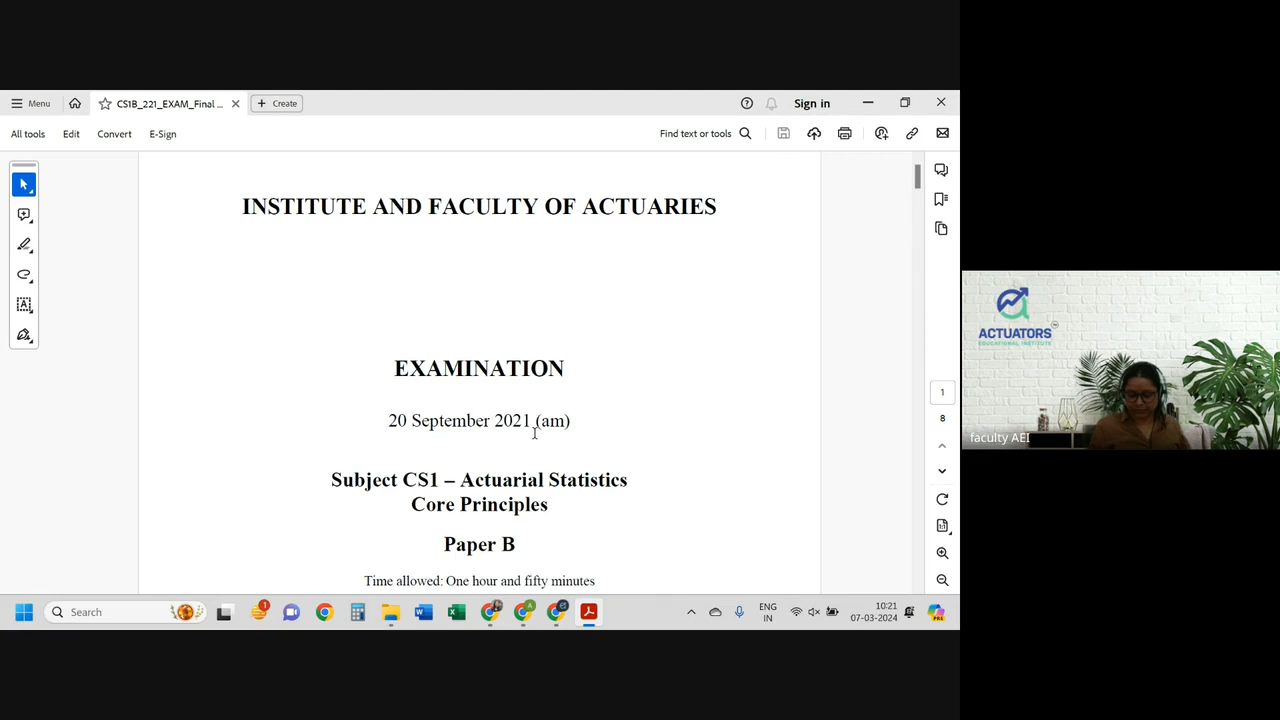 Menu
CS1B_221_EXAM_Final ...
Create
Sign in
All tools
Edit
Convert
E-Sign
Find text or tools
INSTITUTE AND FACULTY OF ACTUARIES
EXAMINATION
20 September 2021 (am)
Subject CS1 – Actuarial Statistics
Core Principles
Paper B
Time allowed: One hour and fifty minutes
1
8
Search
1
ENG
IN
10:21
07-03-2024
ACTUATORS
EDUCATIONAL INSTITUTE
faculty AEI